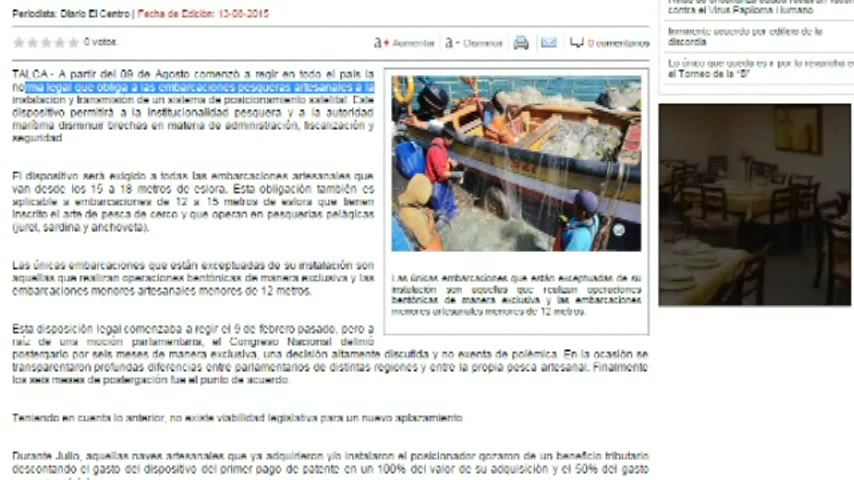 Periodista: Diario El Centro | Fecha de Edición: 13-08-2015
0 votos.
a+ Aumentar
a- Disminuir
0 comentarios
TALCA.- A partir del 09 de Agosto comenzó a regir en todo el país la
norma legal que obliga a las embarcaciones pesqueras artesanales a la
instalación y transmisión de un sistema de posicionamiento satelital. Este
dispositivo permitirá a la institucionalidad pesquera y a la autoridad
marítima disminuir brechas en materia de administración, fiscalización y
seguridad.
El dispositivo será exigido a todas las embarcaciones artesanales que
van desde los 15 a 18 metros de eslora. Esta obligación también es
aplicable a embarcaciones de 12 a 15 metros de eslora que tienen
inscrito el arte de pesca de cerco y que operan en pesquerías pelágicas
(jurel, sardina y anchoveta).
Las únicas embarcaciones que están exceptuadas de su instalación son
aquellas que realizan operaciones bentónicas de manera exclusiva y las
embarcaciones menores artesanales menores de 12 metros.
Las únicas embarcaciones que están exceptuadas de su
instalación son aquellas que realizan operaciones
bentónicas de manera exclusiva y las embarcaciones
menores artesanales menores de 12 metros.
Esta disposición legal comenzaba a regir el 9 de febrero pasado, pero a
raíz de una moción parlamentaria, el Congreso Nacional definió
postergarlo por seis meses de manera exclusiva, una decisión altamente discutida y no exenta de polémica. En la ocasión se
transparentaron profundas diferencias entre parlamentarios de distintas regiones y entre la propia pesca artesanal. Finalmente
los seis meses de postergación fue el punto de acuerdo.
Teniendo en cuenta lo anterior, no existe viabilidad legislativa para un nuevo aplazamiento
Durante Julio, aquellas naves artesanales que ya adquirieron y/o instalaron el posicionador gozaron de un beneficio tributario
descontando el gasto del dispositivo del primer pago de patente en un 100% del valor de su adquisición y el 50% del gasto
contra el Virus Papiloma Humano
Inminente acuerdo por edificio de la
discordia
Lo único que queda es ir por la revancha en
el Torneo de la "B"